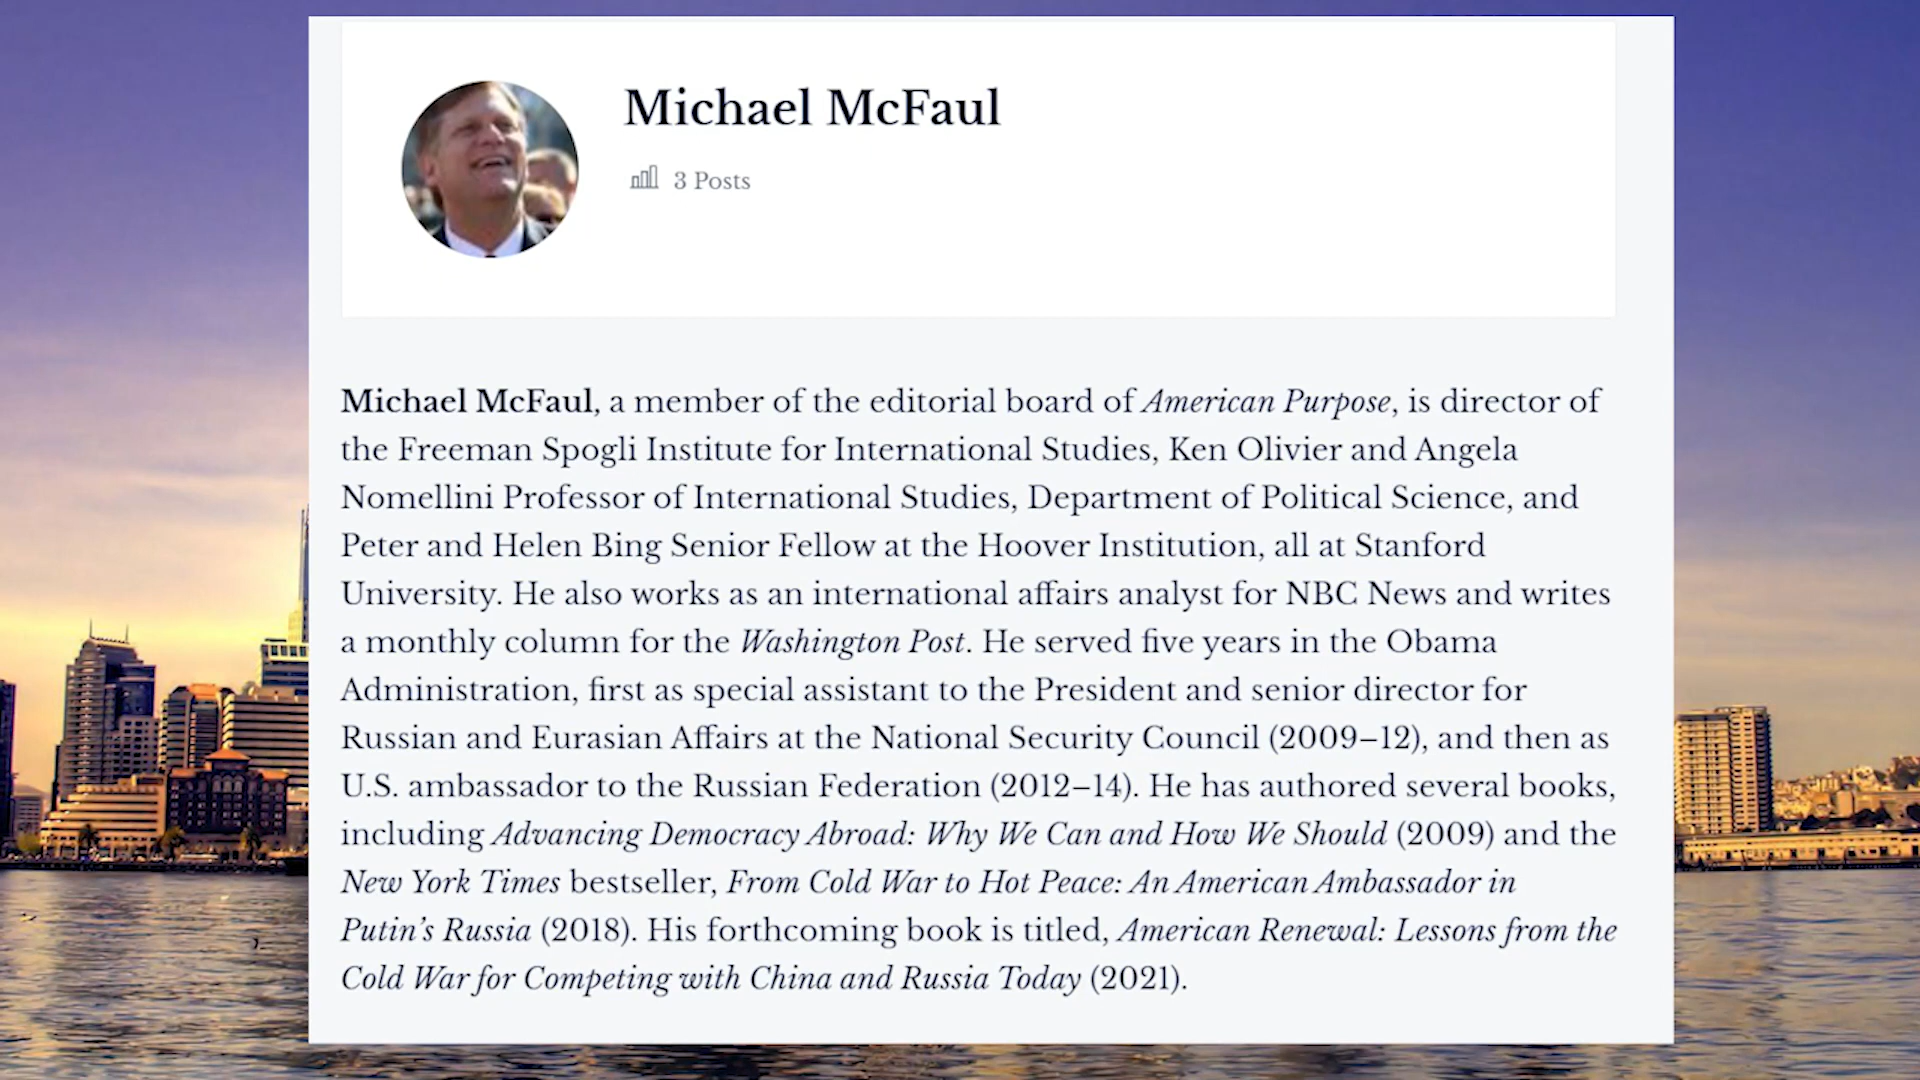 Michael McFaul
3 Posts
Michael McFaul, a member of the editorial board of American Purpose, is director of
the Freeman Spogli Institute for International Studies, Ken Olivier and Angela
Nomellini Professor of International Studies, Department of Political Science, and
Peter and Helen Bing Senior Fellow at the Hoover Institution, all at Stanford
University. He also works as an international affairs analyst for NBC News and writes
a monthly column for the Washington Post. He served five years in the Obama
Administration, first as special assistant to the President and senior director for
Russian and Eurasian Affairs at the National Security Council (2009–12), and then as
U.S. ambassador to the Russian Federation (2012–14). He has authored several books,
including Advancing Democracy Abroad: Why We Can and How We Should (2009) and the
New York Times bestseller, From Cold War to Hot Peace: An American Ambassador in
Putin’s Russia (2018). His forthcoming book is titled, American Renewal: Lessons from the
Cold War for Competing with China and Russia Today (2021).